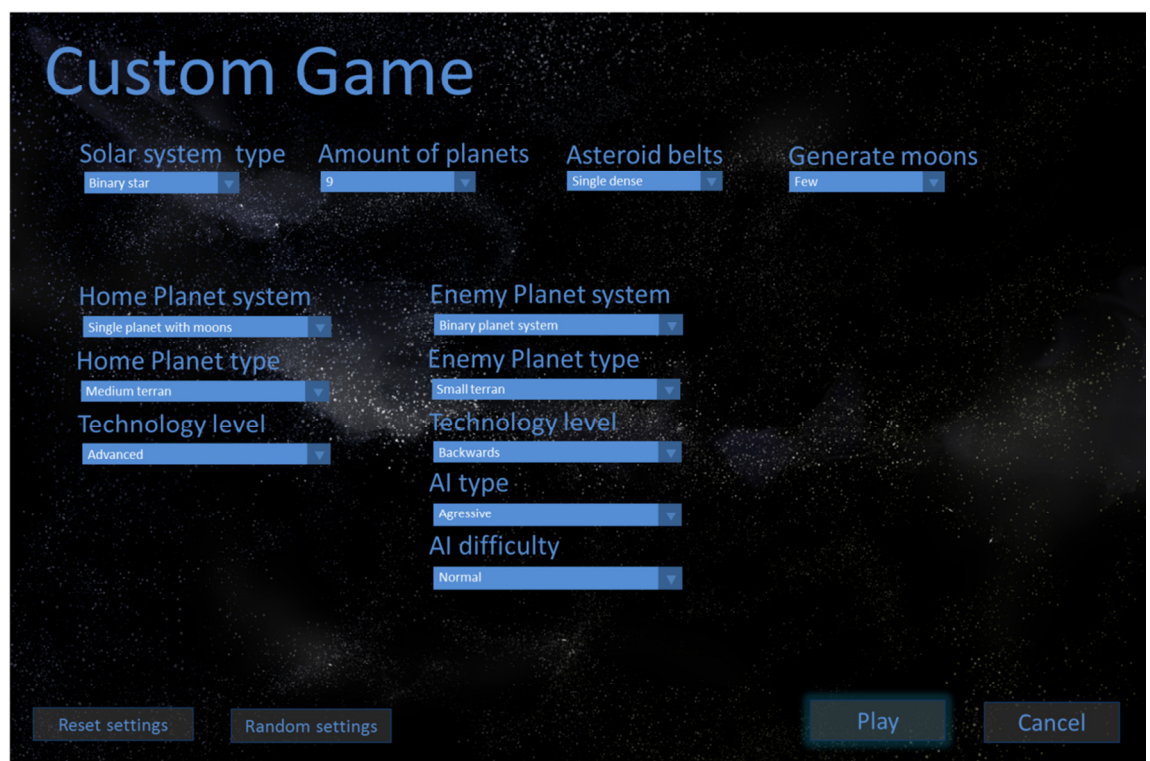 Custom Game
Solar system type Amount of planets Asteroid belts Generate moons
Binary star 9 Single dense Few
Home Planet system Enemy Planet system
Single planet with moons Binary planet system
Home Planet type Enemy Planet type
Medium terran Small terran
Technology level Technology level
Advanced Backwards
AI type
Agressive
AI difficulty
Normal
Reset settings Random settings Play Cancel